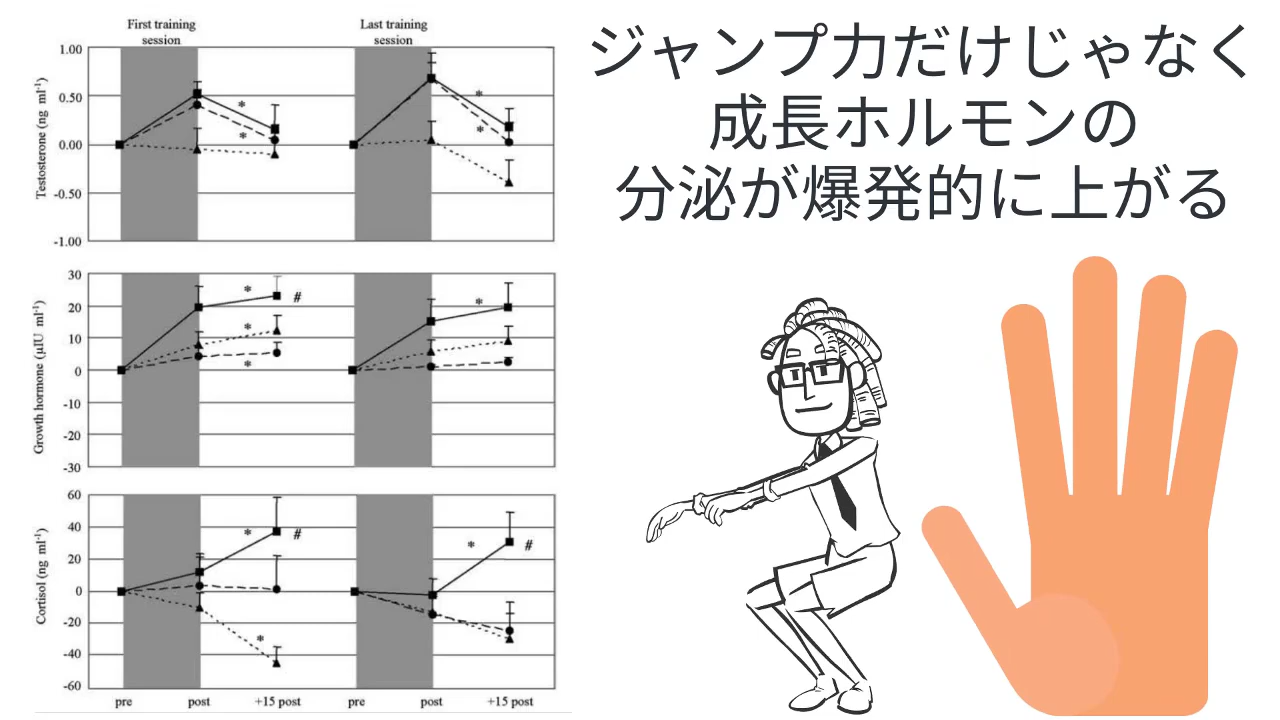 First training
session
Last training
session
ジャンプ力だけじゃなく
成長ホルモンの
分泌が爆発的に上がる
Testosterone (ng ml⁻¹)
1.00
0.50
0.00
-0.50
-1.00
*
*
*
*
Growth hormone (µIU ml⁻¹)
30
20
10
0
-10
-20
-30
*
#
*
*
*
Cortisol (ng ml⁻¹)
60
40
20
0
-20
-40
-60
*
#
*
*
#
pre
post
+15 post
pre
post
+15 post